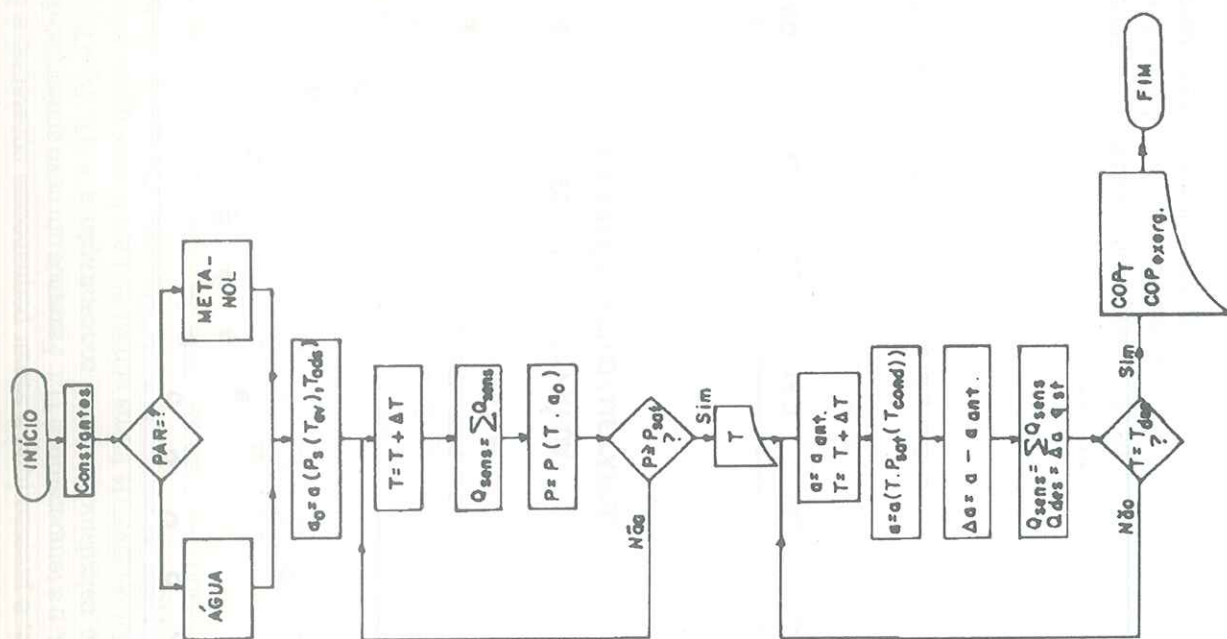 INÍCIO
Constantes
PAR=?
ÁGUA
META-
NOL
a₀=a(Pₛ(Tₑᵥ),Tads)
T=T+ΔT
Qsens=∑Qsens
P=P(T.a₀)
P≥Psat
?
Não
Sim
T
a=a ant.
T=T+ΔT
a=a(T.Psat(Tcond))
Δa=a-a ant.
Qsens=∑Qsens
Qdes=Δa qst
T=Tdes
?
Não
Sim
COPT
COPexerg.
FIM